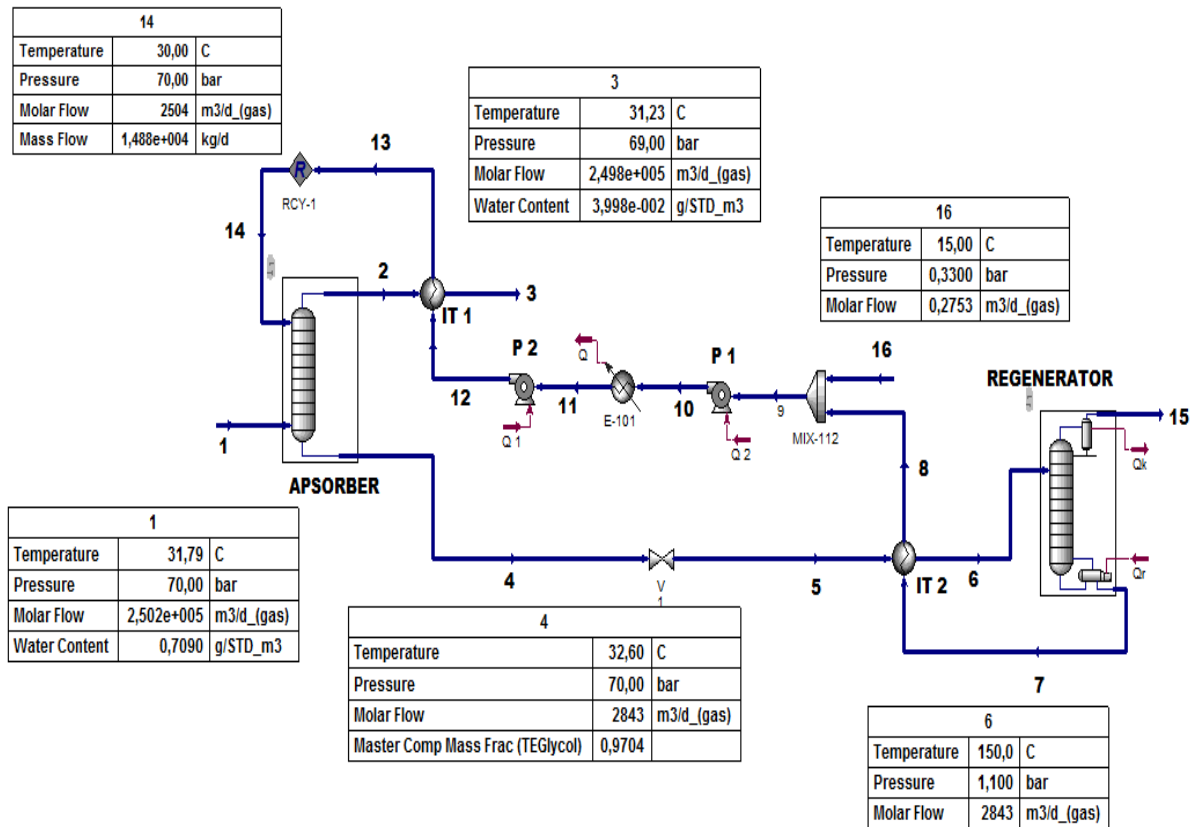 14
Temperature 30,00 C
Pressure 70,00 bar
Molar Flow 2504 m3/d_(gas)
Mass Flow 1,488e+004 kg/d
3
Temperature 31,23 C
Pressure 69,00 bar
Molar Flow 2,498e+005 m3/d_(gas)
Water Content 3,998e-002 g/STD_m3
13
R
RCY-1
16
Temperature 15,00 C
Pressure 0,3300 bar
Molar Flow 0,2753 m3/d_(gas)
14
2
3
IT 1
P 2
Q
P 1
16
REGENERATOR
12
11
10
9
15
E-101
MIX-112
Q 1
Q 2
Qk
1
8
APSORBER
1
Temperature 31,79 C
Pressure 70,00 bar
Molar Flow 2,502e+005 m3/d_(gas)
Water Content 0,7090 g/STD_m3
4
5
6
IT 2
Qr
V
1
7
4
Temperature 32,60 C
Pressure 70,00 bar
Molar Flow 2843 m3/d_(gas)
Master Comp Mass Frac (TEGlycol) 0,9704
6
Temperature 150,0 C
Pressure 1,100 bar
Molar Flow 2843 m3/d_(gas)